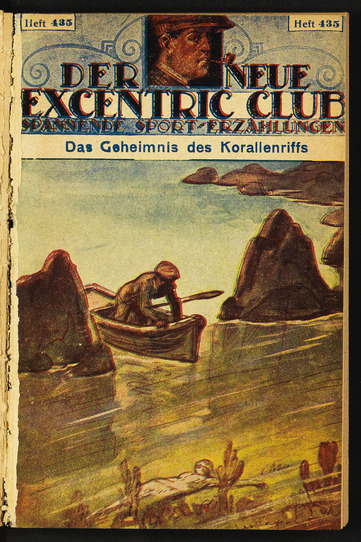 Heft 435
Heft 435
DER NEUE
EXCENTRIC CLUB
SPANNENDE SPORT-ERZÄHLUNGEN
Das Geheimnis des Korallenriffs